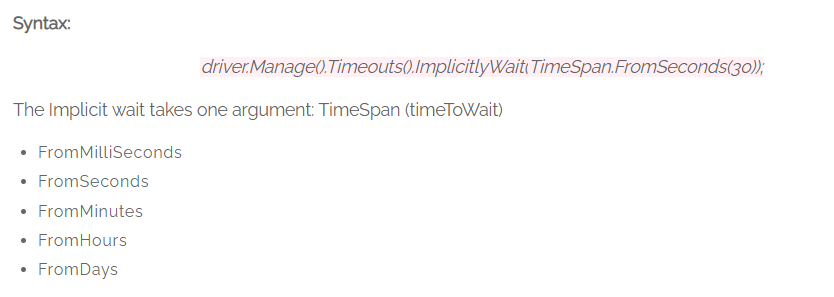 Syntax:
driver.Manage().Timeouts().ImplicitlyWait(TimeSpan.FromSeconds(30));
The Implicit wait takes one argument: TimeSpan (timeToWait)
• FromMilliSeconds
• FromSeconds
• FromMinutes
• FromHours
• FromDays